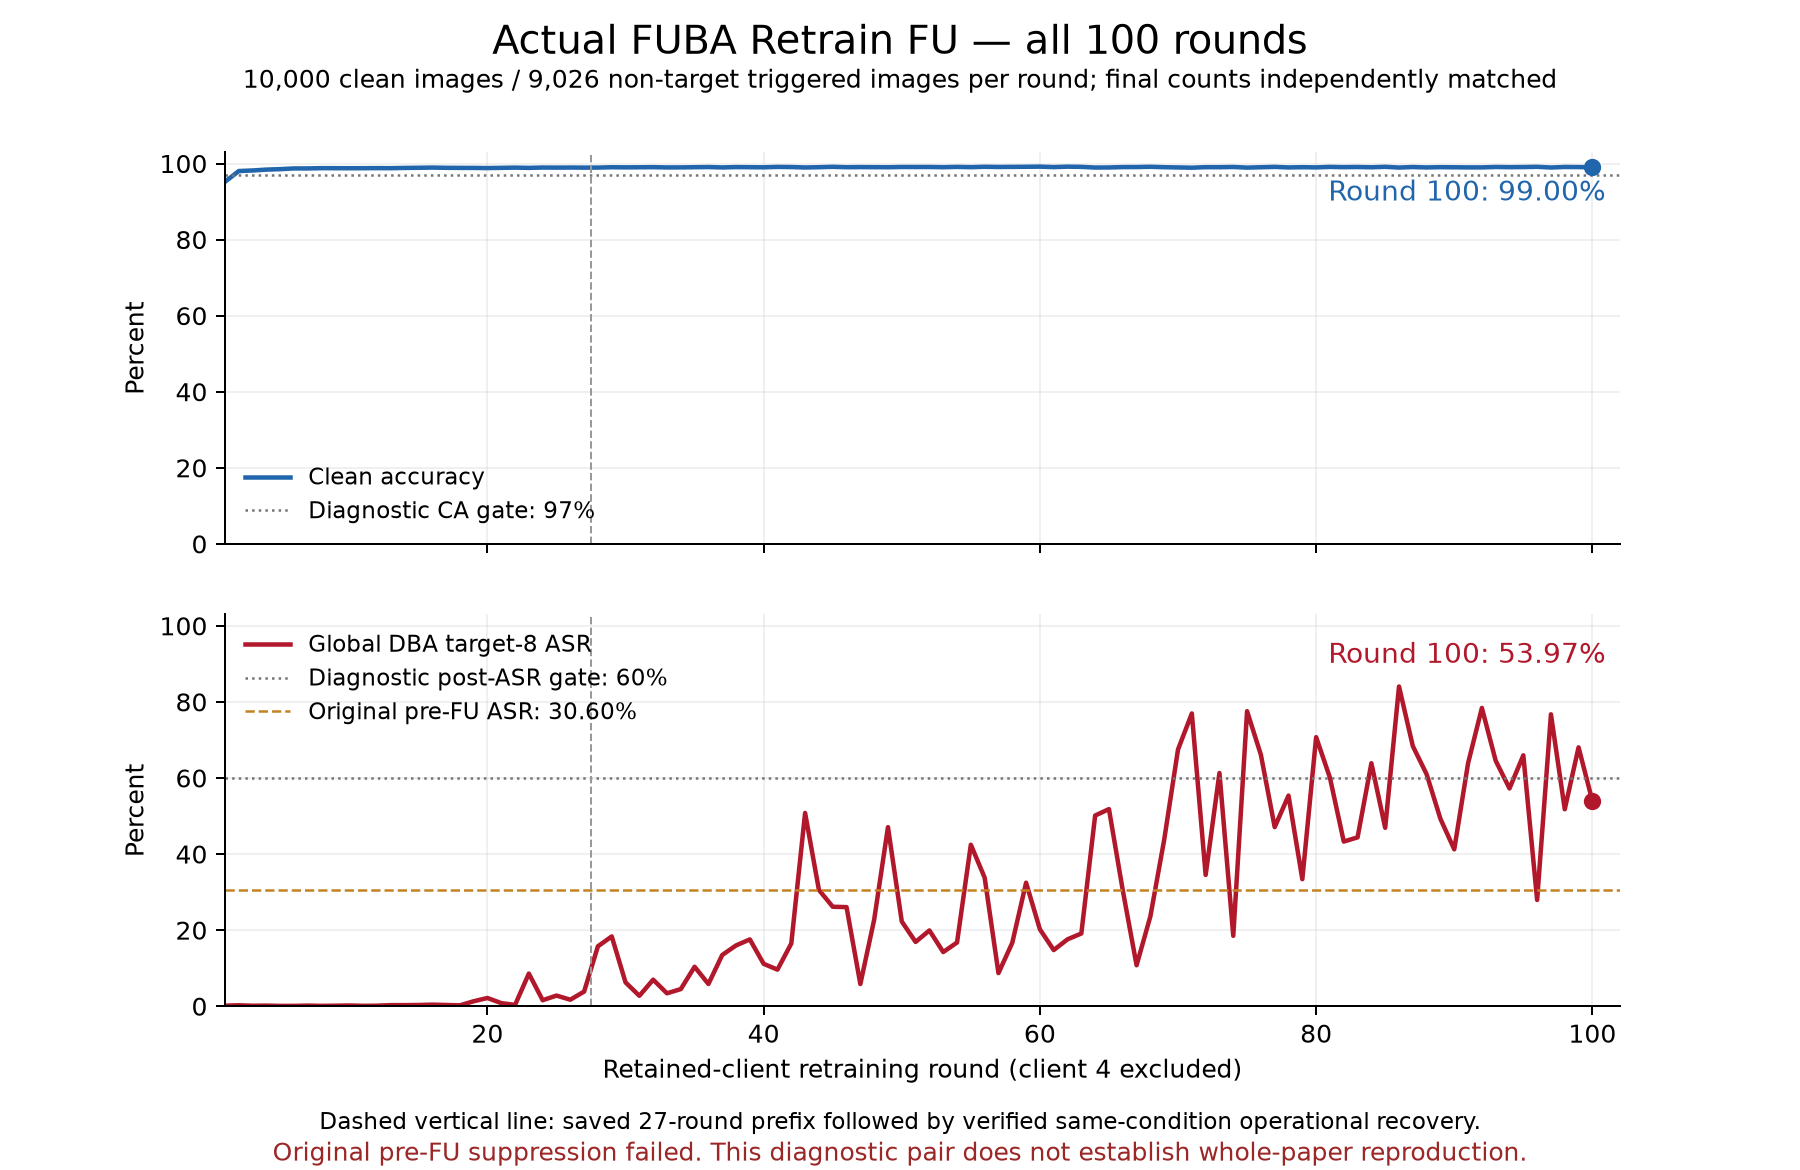 Actual FUBA Retrain FU — all 100 rounds
10,000 clean images / 9,026 non-target triggered images per round; final counts independently matched
100
80
60
40
20
0
Percent
Round 100: 99.00%
Clean accuracy
Diagnostic CA gate: 97%
100
80
60
40
20
0
Percent
Global DBA target-8 ASR
Diagnostic post-ASR gate: 60%
Original pre-FU ASR: 30.60%
Round 100: 53.97%
20 40 60 80 100
Retained-client retraining round (client 4 excluded)
Dashed vertical line: saved 27-round prefix followed by verified same-condition operational recovery.
Original pre-FU suppression failed. This diagnostic pair does not establish whole-paper reproduction.